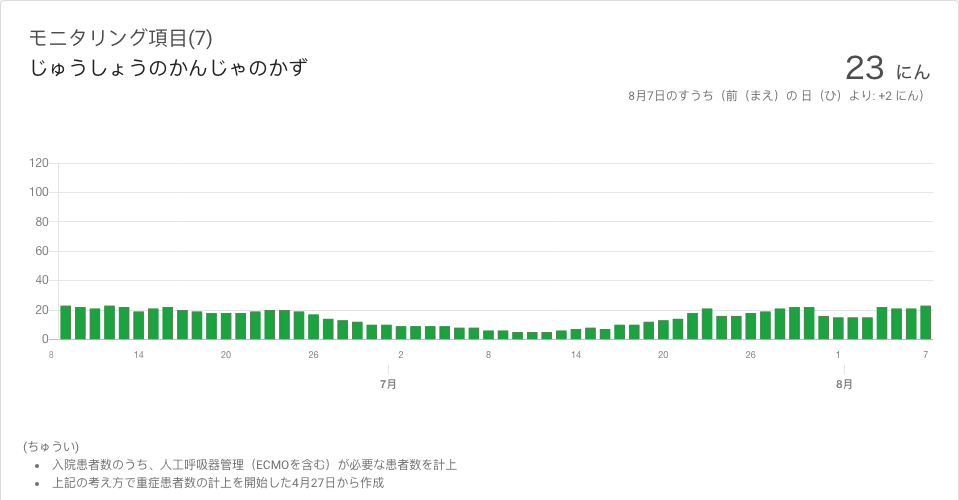 モニタリング項目(7)
じゅうしょうのかんじゃのかず
23 にん
8月7日のすうち（前（まえ）の 日（ひ）より: +2 にん）
120
100
80
60
40
20
0
8 14 20 26 2 8 14 20 26 1 7
7月 8月
(ちゅうい)
• 入院患者数のうち、人工呼吸器管理（ECMOを含む）が必要な患者数を計上
• 上記の考え方で重症患者数の計上を開始した4月27日から作成